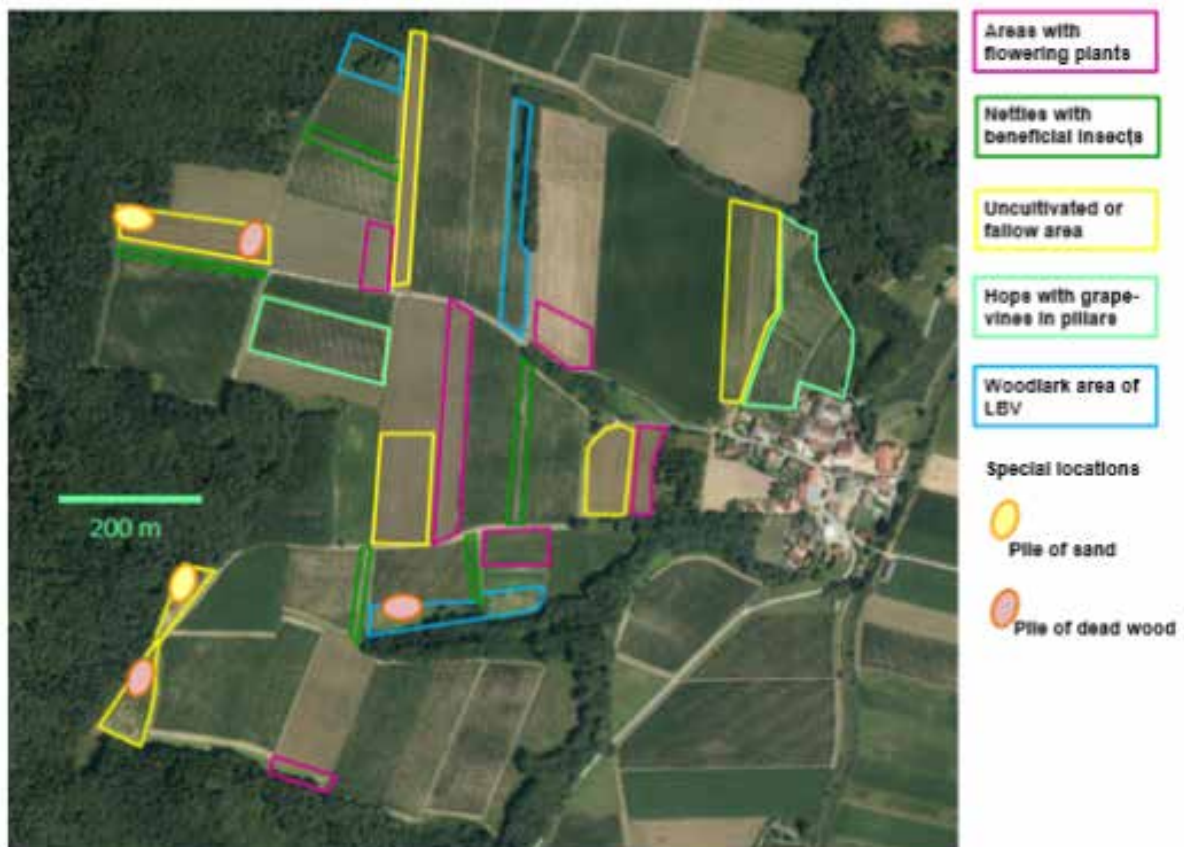 Areas with
flowering plants
Nettles with
beneficial insects
Uncultivated or
fallow area
Hops with grape-
vines in pillars
Woodlark area of
LBV
Special locations
Pile of sand
Pile of dead wood
200 m